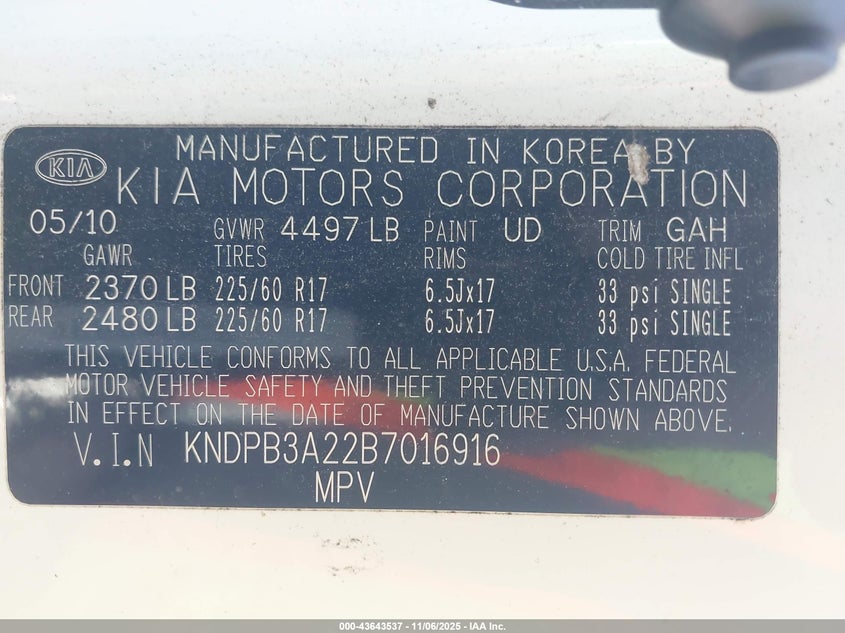 MANUFACTURED IN KOREA BY
KIA KIA MOTORS CORPORATION
05/10 GVWR 4497 LB PAINT UD TRIM GAH
GAWR TIRES RIMS COLD TIRE INFL
FRONT 2370 LB 225/60 R17 6.5Jx17 33 psi SINGLE
REAR 2480 LB 225/60 R17 6.5Jx17 33 psi SINGLE
THIS VEHICLE CONFORMS TO ALL APPLICABLE U.S.A. FEDERAL
MOTOR VEHICLE SAFETY AND THEFT PREVENTION STANDARDS
IN EFFECT ON THE DATE OF MANUFACTURE SHOWN ABOVE.
V.I.N KNDPB3A22B7016916
MPV
000-43643537 - 11/06/2025 - IAA Inc.